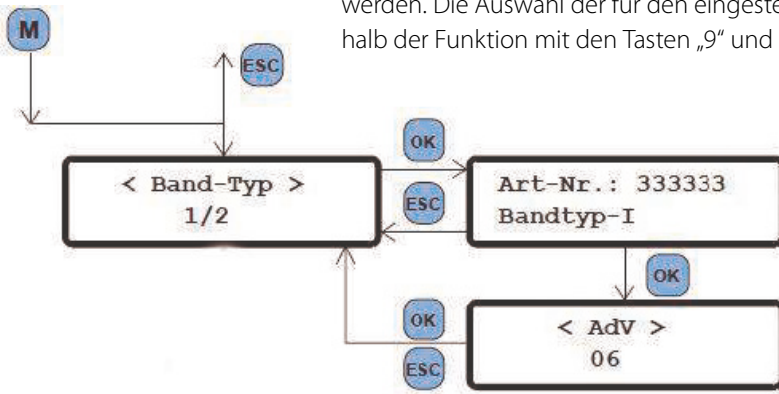 werden. Die Auswahl der für den
halb der Funktion mit den Tasten „9“ und
M
ESC
OK
< Band-Typ >
1/2
Art-Nr.: 333333
Bandtyp-I
ESC
OK
< AdV >
06
OK
ESC